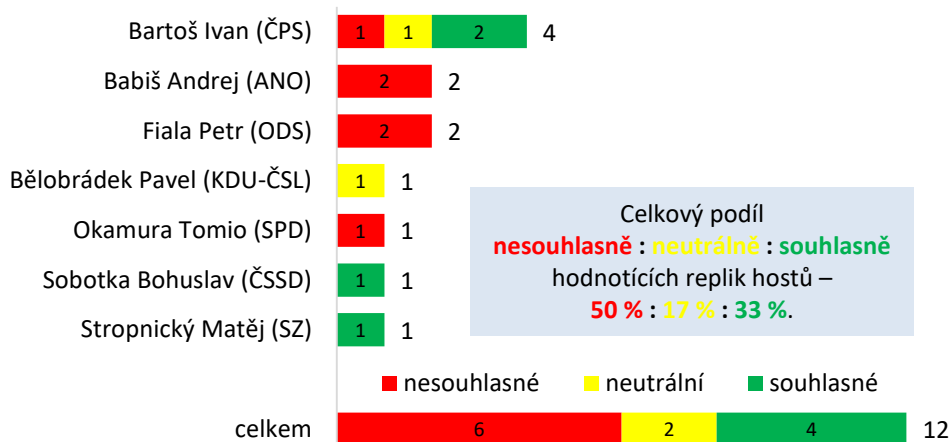 Bartoš Ivan (ČPS) 1 1 2 4
Babiš Andrej (ANO) 2 2
Fiala Petr (ODS) 2 2
Bělobrádek Pavel (KDU-ČSL) 1 1
Okamura Tomio (SPD) 1 1
Sobotka Bohuslav (ČSSD) 1 1
Stropnický Matěj (SZ) 1 1
Celkový podíl
nesouhlasně : neutrálně : souhlasně
hodnotících replik hostů –
50 % : 17 % : 33 %.
nesouhlasné neutrální souhlasné
celkem 6 2 4 12